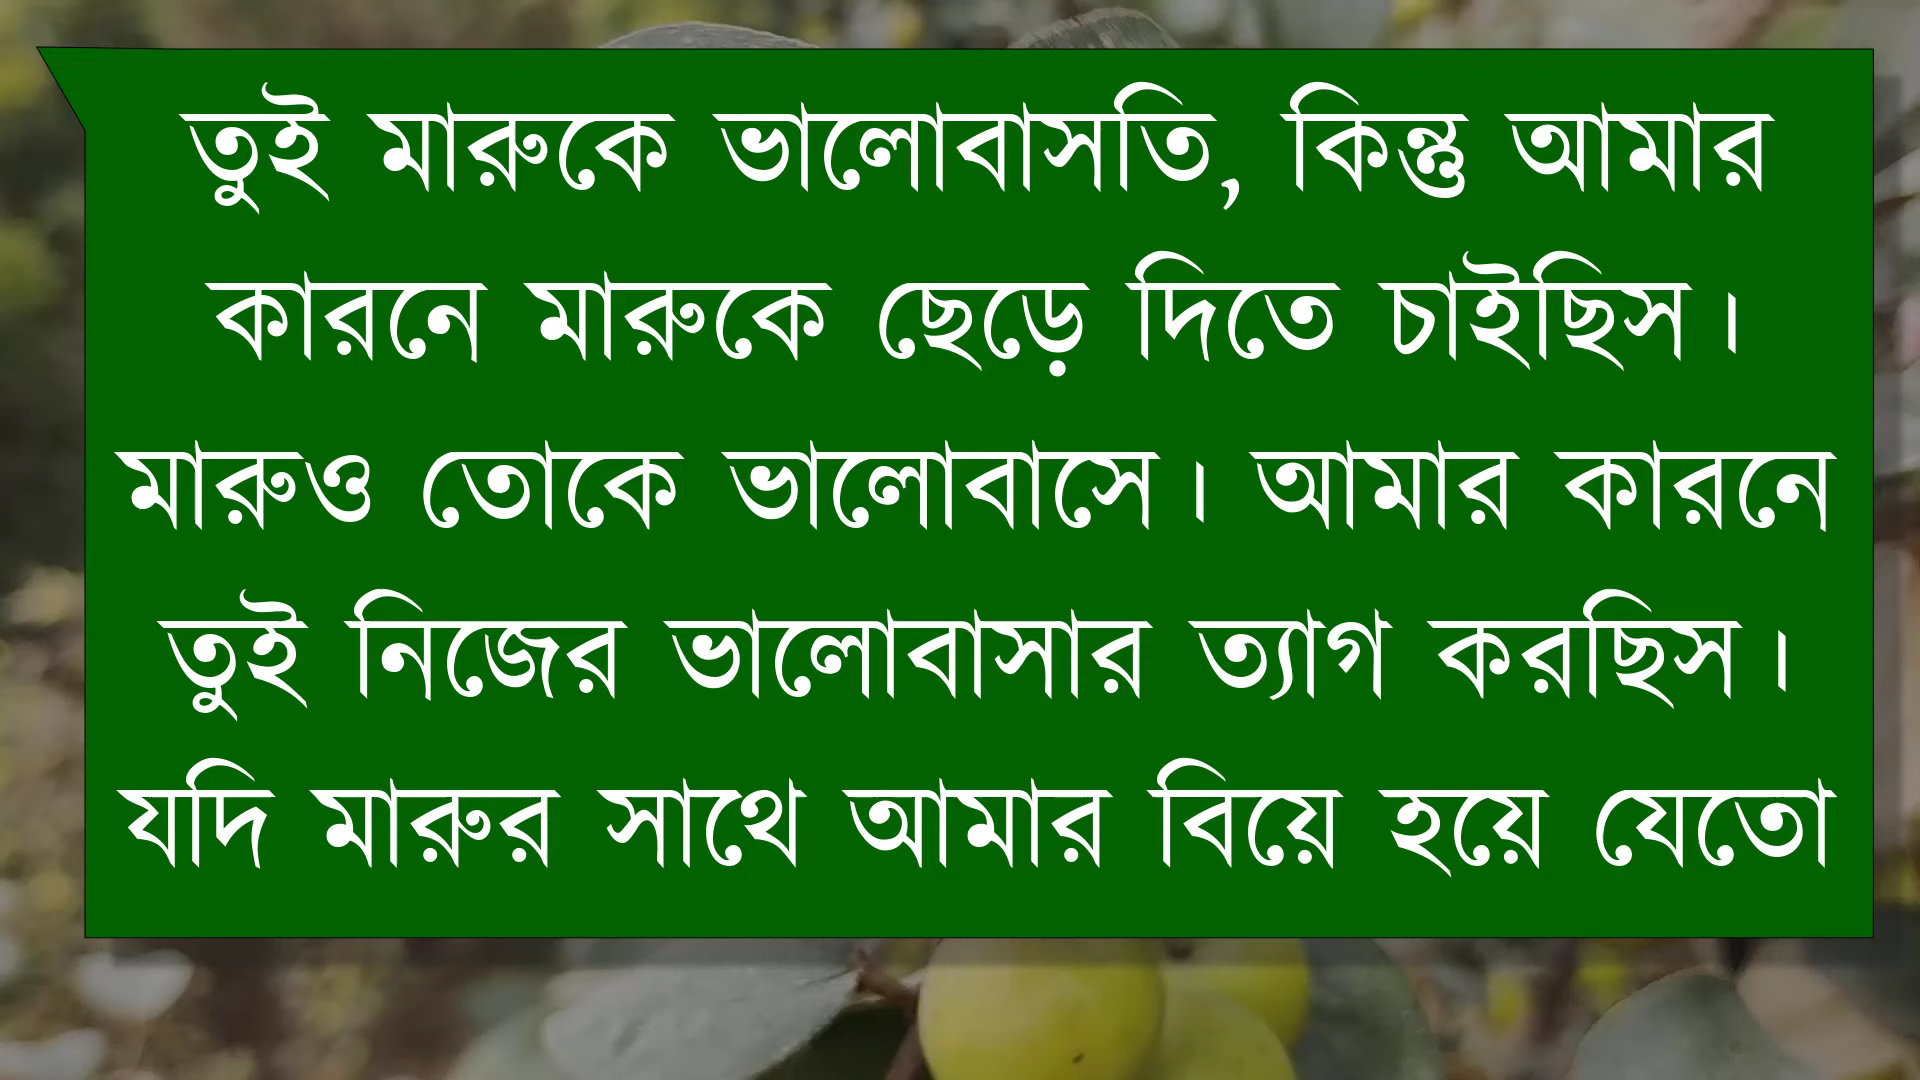 তুই মারুকে ভালোবাসতি, কিন্তু আমার
কারনে মারুকে ছেড়ে দিতে চাইছিস।
মারুও তোকে ভালোবাসে। আমার কারনে
তুই নিজের ভালোবাসার ত্যাগ করছিস।
যদি মারুর সাথে আমার বিয়ে হয়ে যেতো